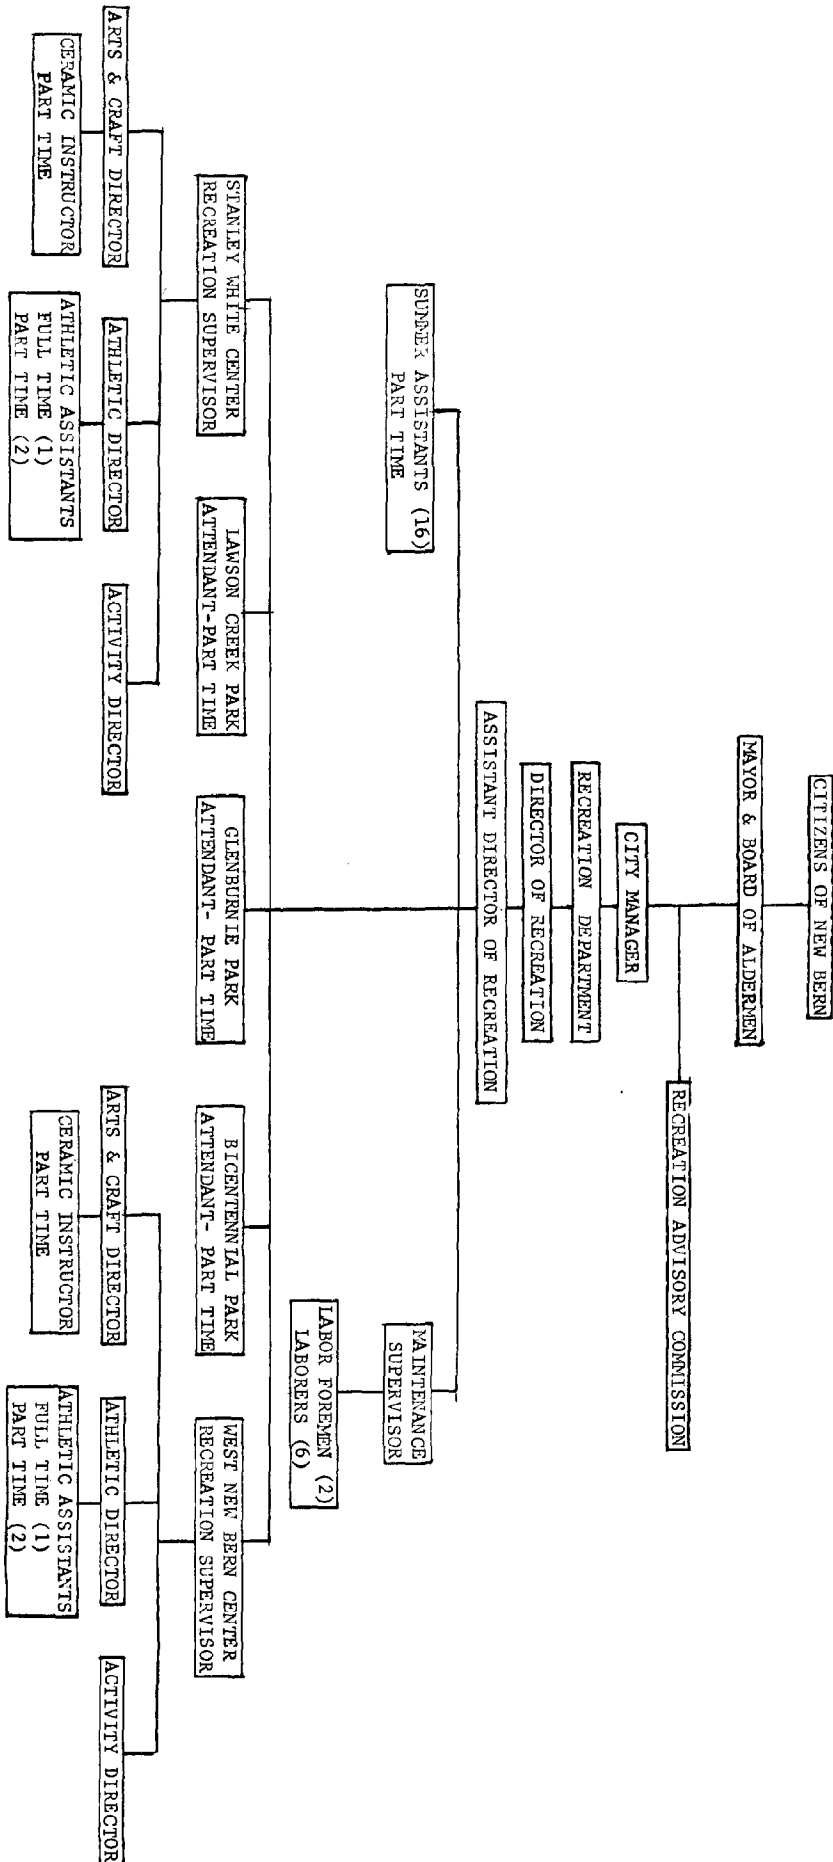 CITIZENS OF NEW BERN
MAYOR & BOARD OF ALDERMEN
RECREATION ADVISORY COMMISSION
CITY MANAGER
RECREATION DEPARTMENT
DIRECTOR OF RECREATION
ASSISTANT DIRECTOR OF RECREATION
SUMMER ASSISTANTS (16)
PART TIME
MAINTENANCE
SUPERVISOR
LABOR FOREMEN (2)
LABORERS (6)
STANLEY WHITE CENTER
RECREATION SUPERVISOR
LAWSON CREEK PARK
ATTENDANT-PART TIME
GLENBURNIE PARK
ATTENDANT- PART TIME
BICENTENNIAL PARK
ATTENDANT- PART TIME
WEST NEW BERN CENTER
RECREATION SUPERVISOR
ARTS & CRAFT DIRECTOR
CERAMIC INSTRUCTOR
PART TIME
ATHLETIC DIRECTOR
ATHLETIC ASSISTANTS
FULL TIME (1)
PART TIME (2)
ACTIVITY DIRECTOR
ARTS & CRAFT DIRECTOR
CERAMIC INSTRUCTOR
PART TIME
ATHLETIC DIRECTOR
ATHLETIC ASSISTANTS
FULL TIME (1)
PART TIME (2)
ACTIVITY DIRECTOR